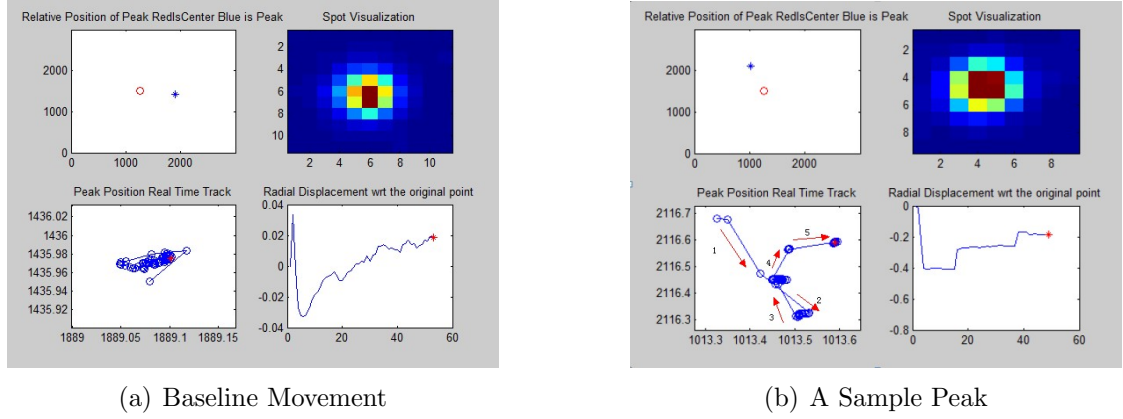 Relative Position of Peak RedIsCenter Blue is Peak
Spot Visualization
2000
1000
0
0 1000 2000
2
4
6
8
10
2 4 6 8 10
Peak Position Real Time Track
Radial Displacement wrt the original point
1436.02
1436
1435.98
1435.96
1435.94
1435.92
1889 1889.05 1889.1 1889.15
0.04
0.02
0
-0.02
-0.04
0 20 40 60
(a) Baseline Movement
Relative Position of Peak RedIsCenter Blue is Peak
Spot Visualization
2000
1000
0
0 1000 2000
2
4
6
8
2 4 6 8
Peak Position Real Time Track
Radial Displacement wrt the original point
2116.7
2116.6
2116.5
2116.4
2116.3
1013.3 1013.4 1013.5 1013.6
1
2
3
4
5
0
-0.2
-0.4
-0.6
-0.8
0 20 40 60
(b) A Sample Peak